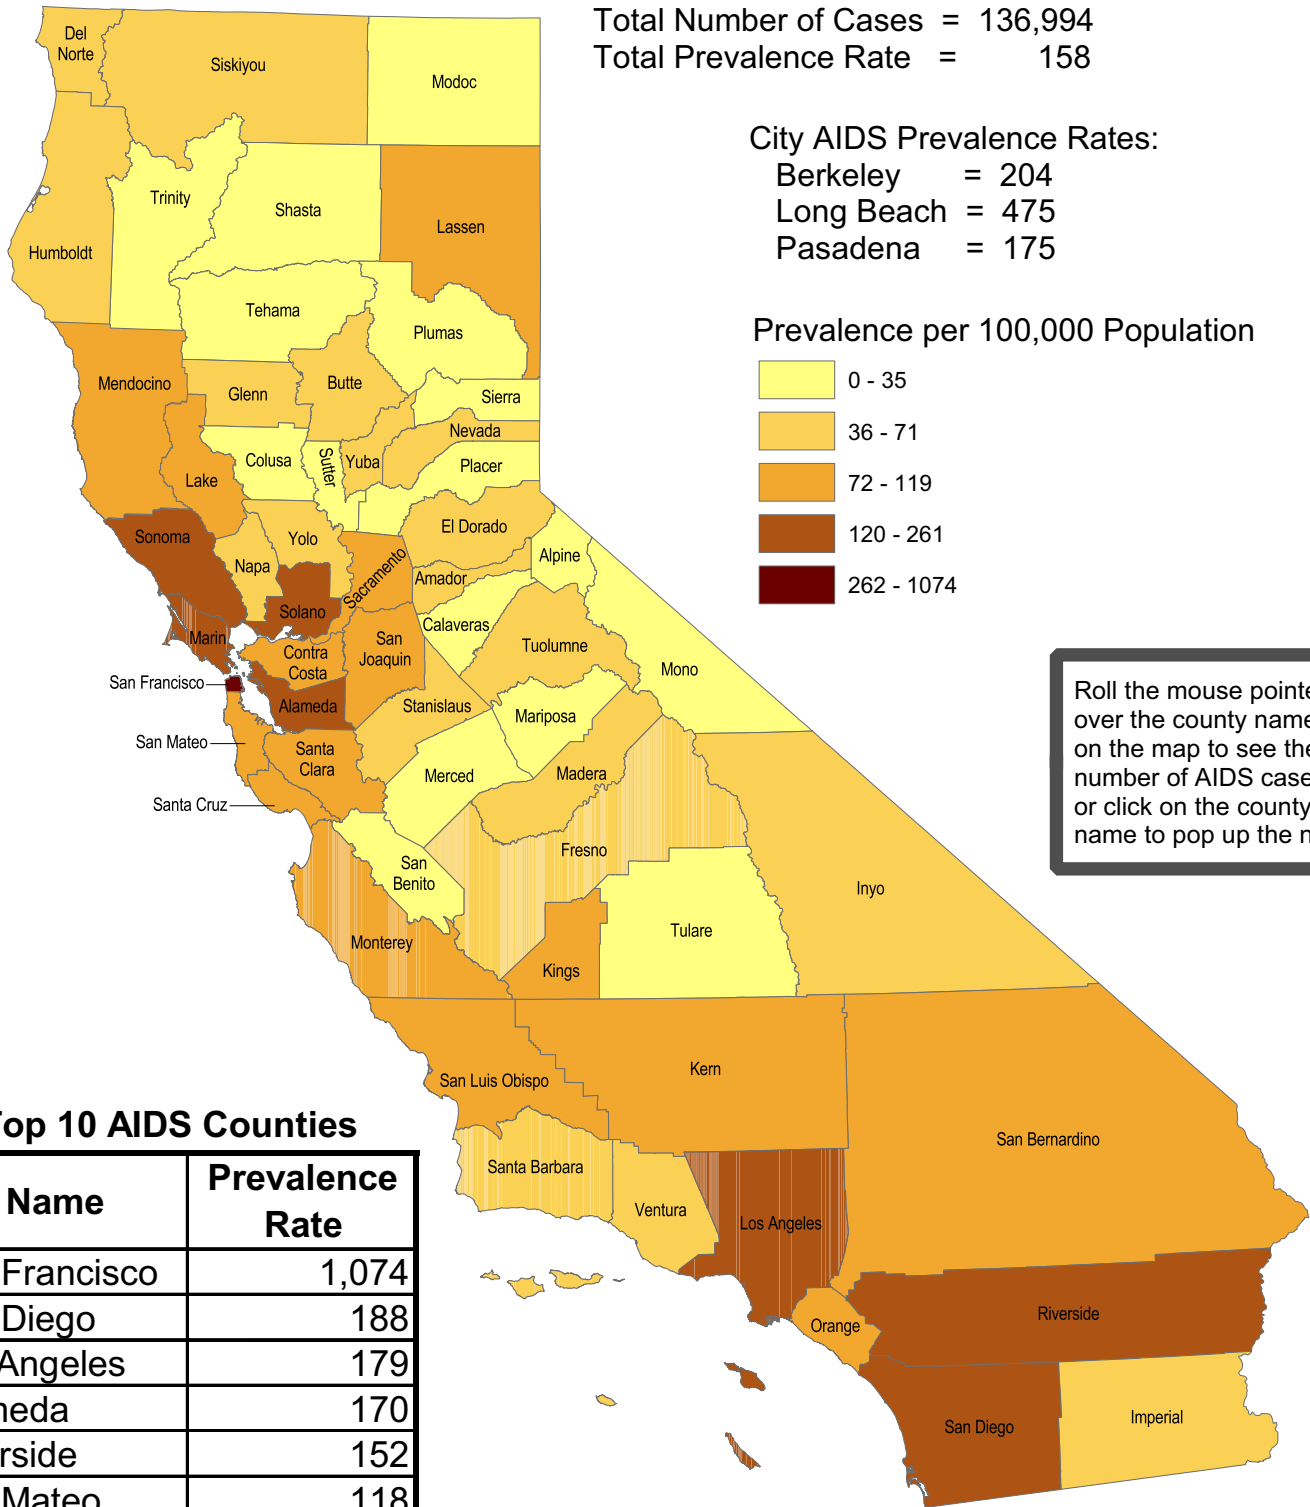 Total Number of Cases = 136,994
Total Prevalence Rate = 158
City AIDS Prevalence Rates:
Berkeley = 204
Long Beach = 475
Pasadena = 175
Prevalence per 100,000 Population
0 - 35
36 - 71
72 - 119
120 - 261
262 - 1074
Del
Norte
Siskiyou
Modoc
Trinity
Shasta
Lassen
Humboldt
Tehama
Plumas
Mendocino
Glenn
Butte
Sierra
Nevada
Colusa
Sutter
Yuba
Placer
Lake
El Dorado
Sonoma
Yolo
Napa
Sacramento
Alpine
Amador
Solano
Calaveras
Marin
San
Joaquin
Tuolumne
Contra
Costa
Mono
San Francisco
Alameda
Stanislaus
Mariposa
San Mateo
Santa
Clara
Merced
Madera
Santa Cruz
Fresno
San
Benito
Inyo
Tulare
Monterey
Kings
San Luis Obispo
Kern
San Bernardino
Santa Barbara
Ventura
Los Angeles
Orange
Riverside
San Diego
Imperial
Roll the mouse pointe
over the county name
on the map to see the
number of AIDS case
or click on the county
name to pop up the n
Top 10 AIDS Counties
Name Prevalence
Rate
Francisco 1,074
Diego 188
Angeles 179
meda 170
rside 152
Mateo 118